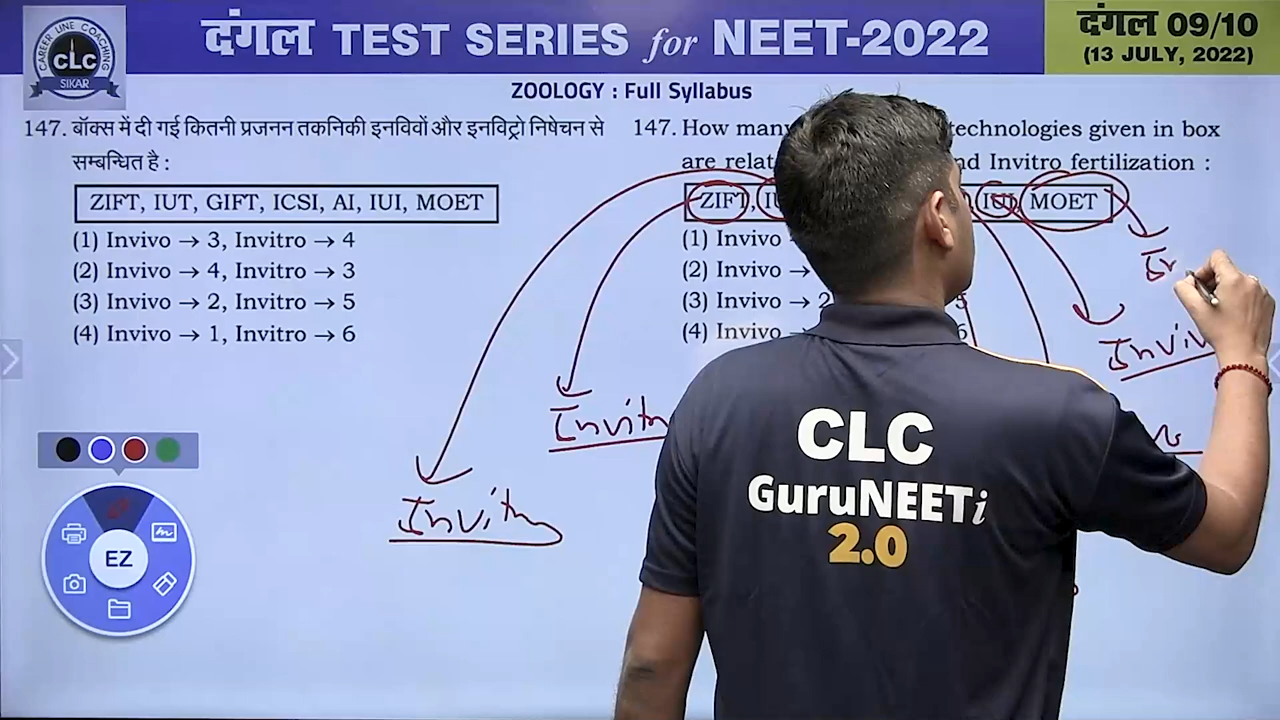 CAREER LINE COACHING
CLC
SIKAR
दंगल TEST SERIES for NEET-2022
दंगल 09/10
(13 JULY, 2022)
ZOOLOGY : Full Syllabus
147. बॉक्स में दी गई कितनी प्रजनन तकनिकी इनविवों और इनविट्रो निषेचन से
सम्बन्धित है :
ZIFT, IUT, GIFT, ICSI, AI, IUI, MOET
(1) Invivo → 3, Invitro → 4
(2) Invivo → 4, Invitro → 3
(3) Invivo → 2, Invitro → 5
(4) Invivo → 1, Invitro → 6
147. How many technologies given in box
are nd Invitro fertilization :
ZIFT, IUI, MOET
(1) Invivo
(2) Invivo →
(3) Invivo → 2 5
(4) Invivo 6
Invitro
Invitro
EZ
CLC
GuruNEETi
2.0